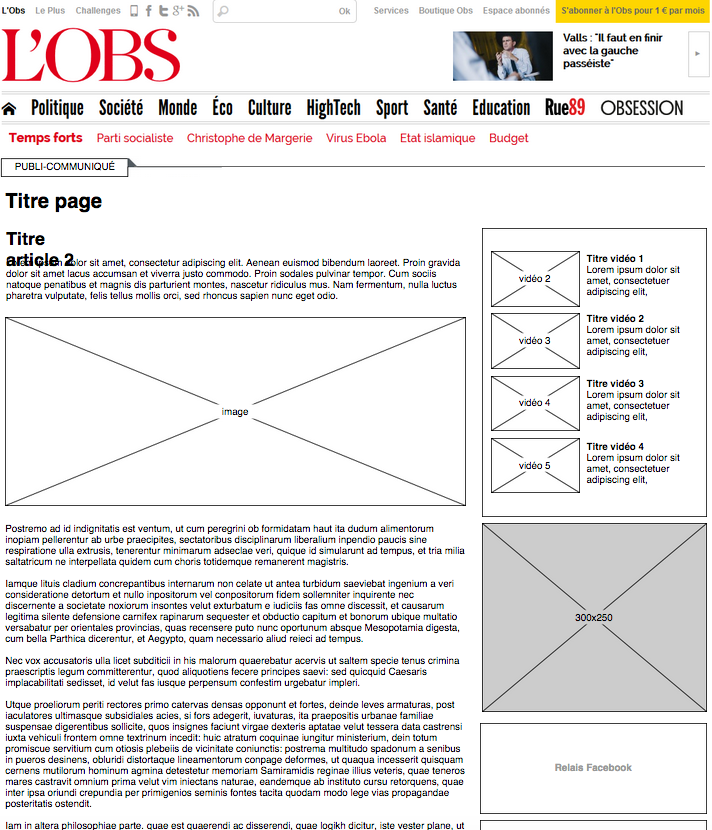 L'Obs Le Plus Challenges Ok Services Boutique Obs Espace abonnés S'abonner à l'Obs pour 1 € par mois
L'OBS
Valls : "Il faut en finir
avec la gauche
passéiste"
Politique Société Monde Éco Culture HighTech Sport Santé Education Rue89 OBSESSION
Temps forts Parti socialiste Christophe de Margerie Virus Ebola Etat islamique Budget
PUBLI-COMMUNIQUÉ
Titre page
Titre
article 2
Lorem ipsum dolor sit amet, consectetur adipiscing elit. Aenean euismod bibendum laoreet. Proin gravida
dolor sit amet lacus accumsan et viverra justo commodo. Proin sodales pulvinar tempor. Cum sociis
natoque penatibus et magnis dis parturient montes, nascetur ridiculus mus. Nam fermentum, nulla luctus
pharetra vulputate, felis tellus mollis orci, sed rhoncus sapien nunc eget odio.
image
Postremo ad id indignitatis est ventum, ut cum peregrini ob formidatam haut ita dudum alimentorum
inopiam pellerentur ab urbe praecipites, sectatoribus disciplinarum liberalium inpendio paucis sine
respiratione ulla extrusis, tenerentur minimarum adseclae veri, quique id simularunt ad tempus, et tria milia
saltatricum ne interpellata quidem cum choris totidemque remanerent magistris.
Iamque lituis cladium concrepantibus internarum non celate ut antea turbidum saeviebat ingenium a veri
consideratione detortum et nullo inpositorum vel conpositorum fidem sollemniter inquirente nec
discernente a societate noxiorum insontes velut exturbatum e iudiciis fas omne discessit, et causarum
legitima silente defensione carnifex rapinarum sequester et obductio capitum et bonorum ubique multatio
versabatur per orientales provincias, quas recensere puto nunc oportunum absque Mesopotamia digesta,
cum bella Parthica dicerentur, et Aegypto, quam necessario aliud reieci ad tempus.
Nec vox accusatoris ulla licet subditicii in his malorum quaerebatur acervis ut saltem specie tenus crimina
praescriptis legum committerentur, quod aliquotiens fecere principes saevi: sed quicquid Caesaris
implacabilitati sedisset, id velut fas iusque perpensum confestim urgebatur impleri.
Utque proeliorum periti rectores primo catervas densas opponunt et fortes, deinde leves armaturas, post
iaculatores ultimasque subsidiales acies, si fors adegerit, iuvaturas, ita praepositis urbanae familiae
suspensae digerentibus sollicite, quos insignes faciunt virgae dexteris aptatae velut tessera data castrensi
iuxta vehiculi frontem omne textrinum incedit: huic atratum coquinae iungitur ministerium, dein totum
promiscue servitium cum otiosis plebeiis de vicinitate coniunctis: postrema multitudo spadonum a senibus
in pueros desinens, obluridi distortaque lineamentorum conpage deformes, ut quaqua incesserit quisquam
cernens mutilorum hominum agmina detestetur memoriam Samiramidis reginae illius veteris, quae teneros
mares castravit omnium prima velut vim iniectans naturae, eandemque ab instituto cursu retorquens, quae
inter ipsa oriundi crepundia per primigenios seminis fontes tacita quodam modo lege vias propagandae
posteritatis ostendit.
Iam in altera philosophiae parte. quae est quaerendi ac disserendi, quae logikh dicitur, iste vester plane, ut
vidéo 2
Titre vidéo 1
Lorem ipsum dolor sit
amet, consectetuer
adipiscing elit,
vidéo 3
Titre vidéo 2
Lorem ipsum dolor sit
amet, consectetuer
adipiscing elit,
vidéo 4
Titre vidéo 3
Lorem ipsum dolor sit
amet, consectetuer
adipiscing elit,
vidéo 5
Titre vidéo 4
Lorem ipsum dolor sit
amet, consectetuer
adipiscing elit,
300x250
Relais Facebook